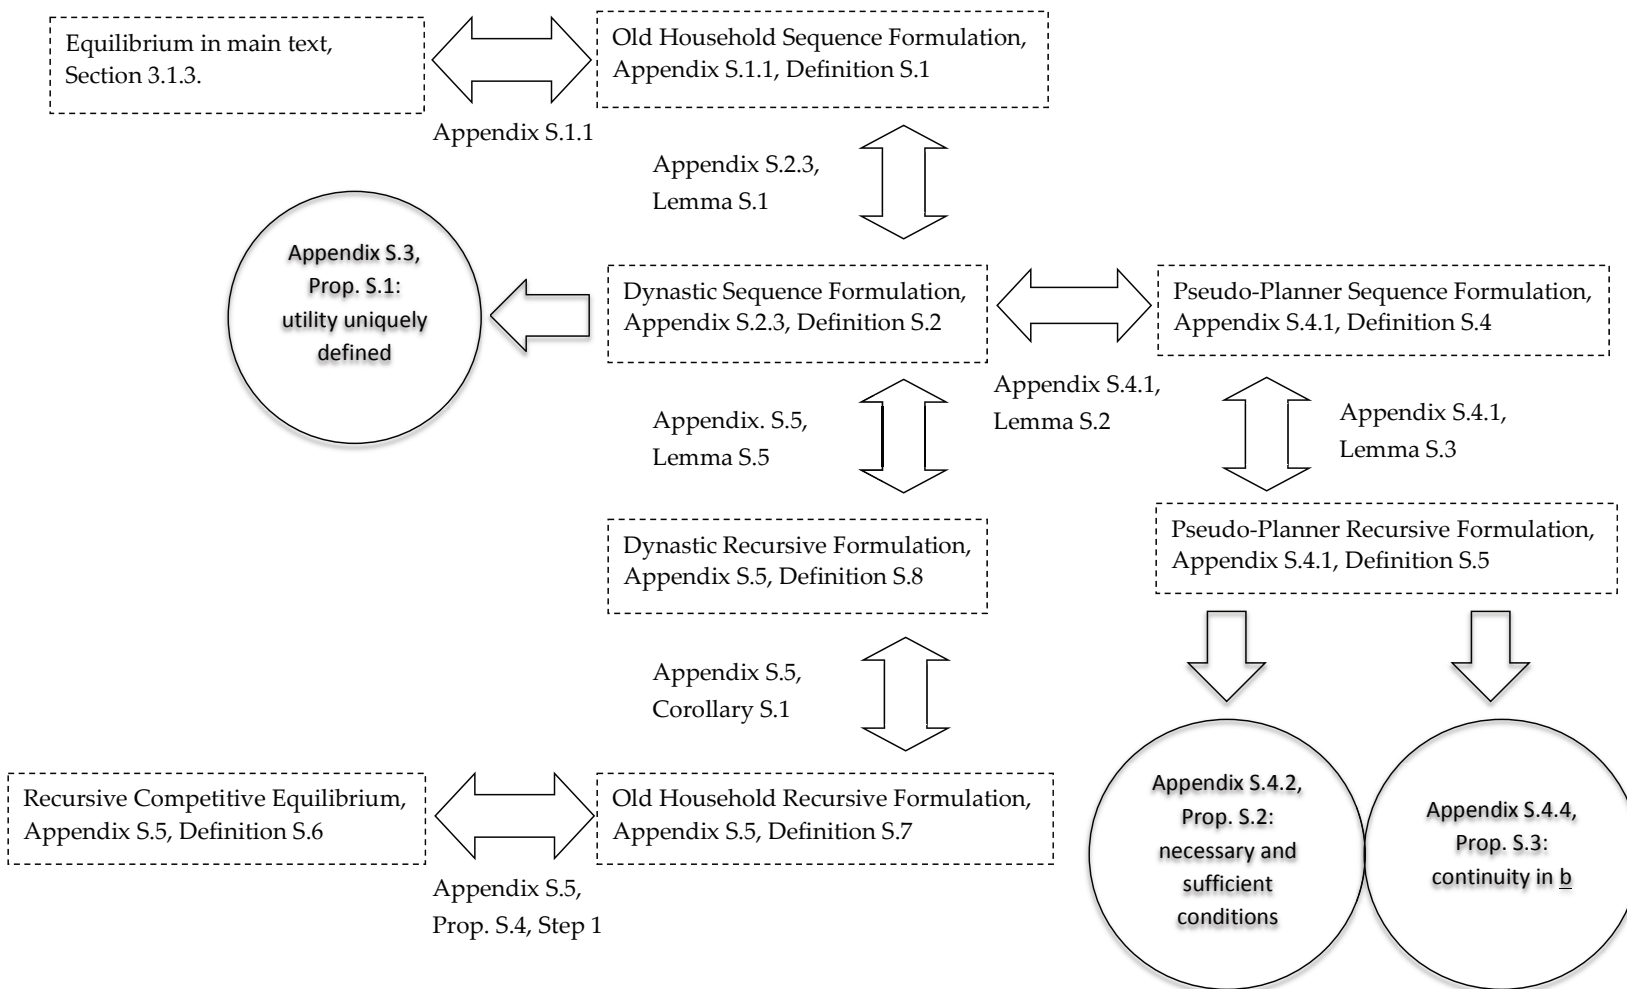 Equilibrium in main text,
Section 3.1.3.
Old Household Sequence Formulation,
Appendix S.1.1, Definition S.1
Appendix S.1.1
Appendix S.2.3,
Lemma S.1
Appendix S.3,
Prop. S.1:
utility uniquely
defined
Dynastic Sequence Formulation,
Appendix S.2.3, Definition S.2
Pseudo-Planner Sequence Formulation,
Appendix S.4.1, Definition S.4
Appendix S.4.1,
Lemma S.2
Appendix. S.5,
Lemma S.5
Appendix S.4.1,
Lemma S.3
Dynastic Recursive Formulation,
Appendix S.5, Definition S.8
Pseudo-Planner Recursive Formulation,
Appendix S.4.1, Definition S.5
Appendix S.5,
Corollary S.1
Recursive Competitive Equilibrium,
Appendix S.5, Definition S.6
Old Household Recursive Formulation,
Appendix S.5, Definition S.7
Appendix S.5,
Prop. S.4, Step 1
Appendix S.4.2,
Prop. S.2:
necessary and
sufficient
conditions
Appendix S.4.4,
Prop. S.3:
continuity in b